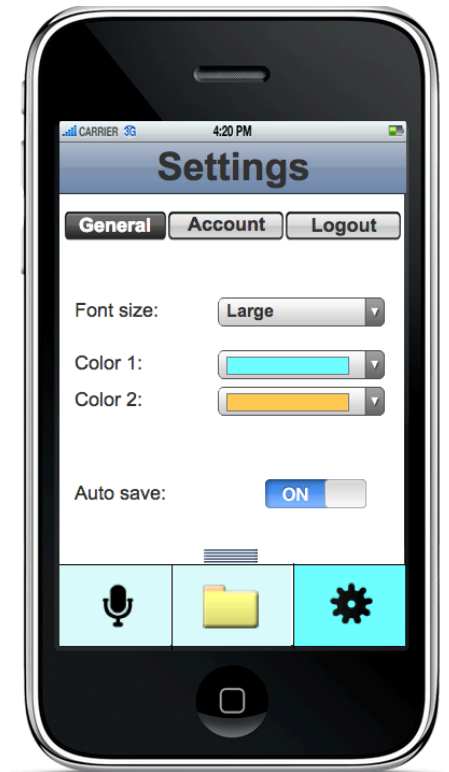 CARRIER 3G 4:20 PM
Settings
General Account Logout
Font size: Large
Color 1:
Color 2:
Auto save: ON